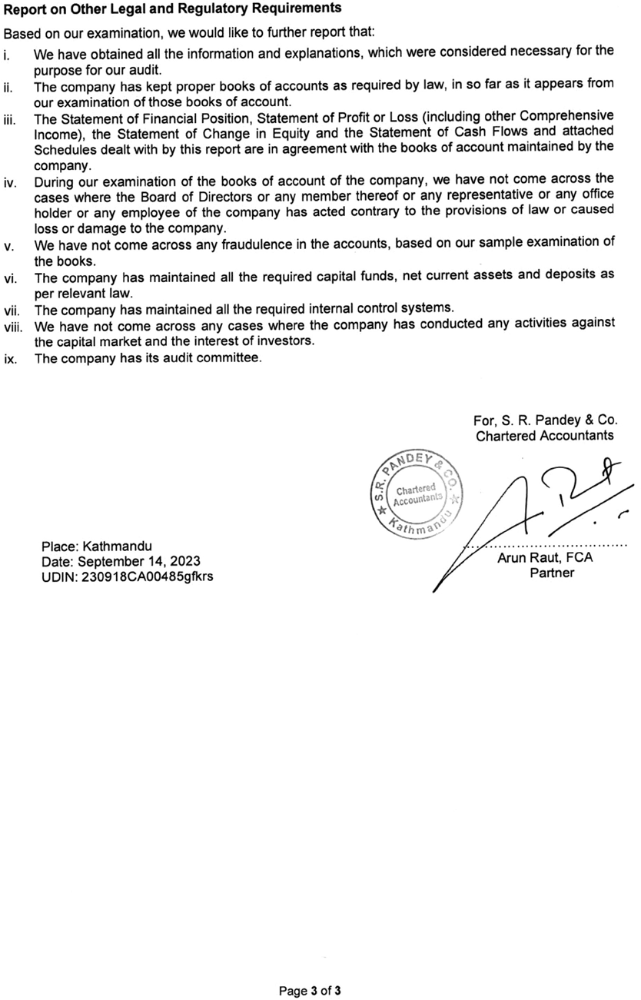 Report on Other Legal and Regulatory Requirements
Based on our examination, we would like to further report that:
i. We have obtained all the information and explanations, which were considered necessary for the
purpose for our audit.
ii. The company has kept proper books of accounts as required by law, in so far as it appears from
our examination of those books of account.
iii. The Statement of Financial Position, Statement of Profit or Loss (including other Comprehensive
Income), the Statement of Change in Equity and the Statement of Cash Flows and attached
Schedules dealt with by this report are in agreement with the books of account maintained by the
company.
iv. During our examination of the books of account of the company, we have not come across the
cases where the Board of Directors or any member thereof or any representative or any office
holder or any employee of the company has acted contrary to the provisions of law or caused
loss or damage to the company.
v. We have not come across any fraudulence in the accounts, based on our sample examination of
the books.
vi. The company has maintained all the required capital funds, net current assets and deposits as
per relevant law.
vii. The company has maintained all the required internal control systems.
viii. We have not come across any cases where the company has conducted any activities against
the capital market and the interest of investors.
ix. The company has its audit committee.
For, S. R. Pandey & Co.
Chartered Accountants
S.R. PANDEY & CO.
Chartered
Accountants
Kathmandu
Place: Kathmandu
Date: September 14, 2023
UDIN: 230918CA00485gfkrs
Arun Raut, FCA
Partner
Page 3 of 3